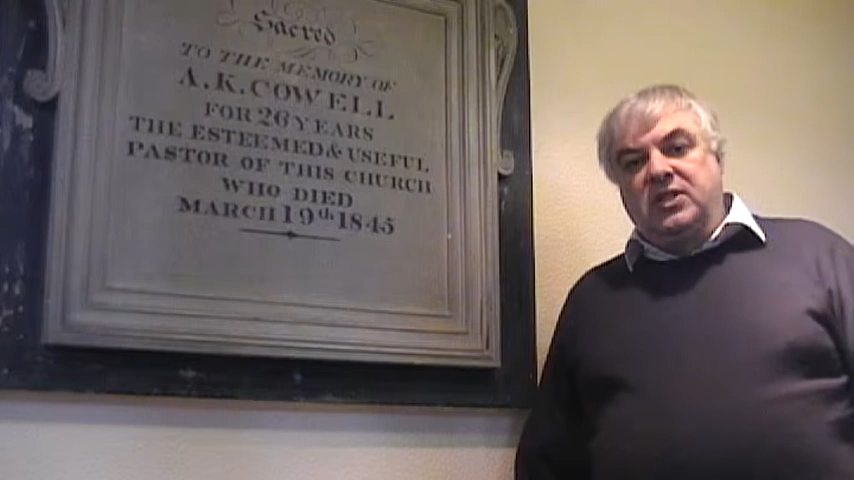 Sacred
TO THE MEMORY OF
A.K.COWELL
FOR 26 YEARS
THE ESTEEMED & USEFUL
PASTOR OF THIS CHURCH
WHO DIED
MARCH 19th 1845